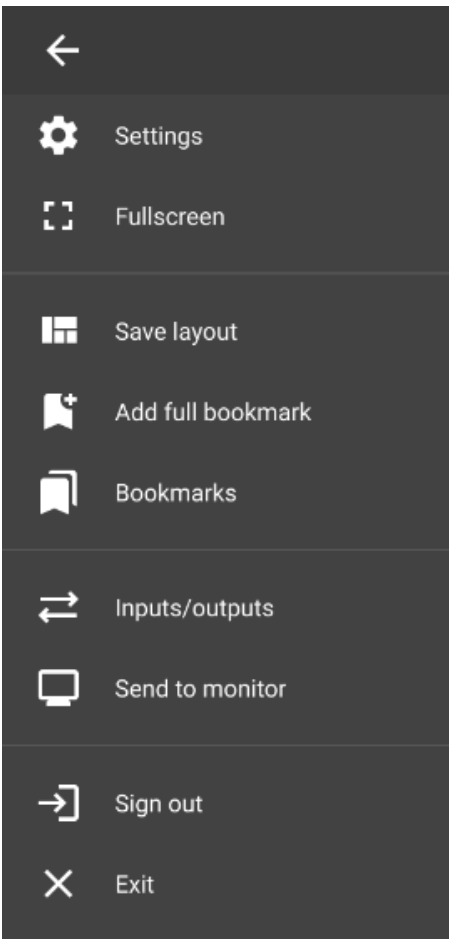 Settings
Fullscreen
Save layout
Add full bookmark
Bookmarks
Inputs/outputs
Send to monitor
Sign out
Exit